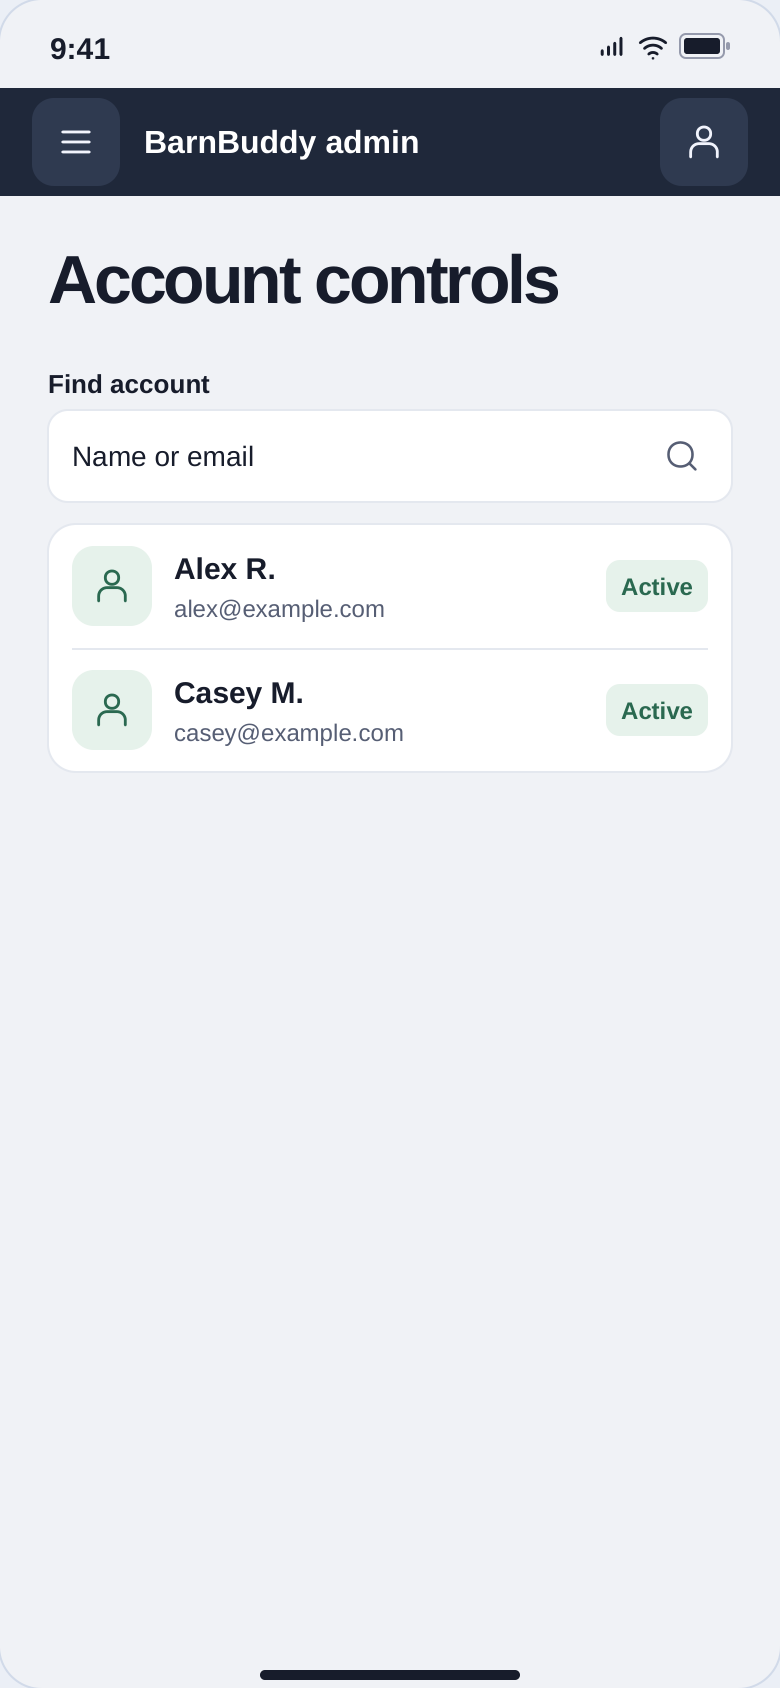 9:41
BarnBuddy admin
Account controls
Find account
Name or email
Alex R.
alex@example.com
Active
Casey M.
casey@example.com
Active